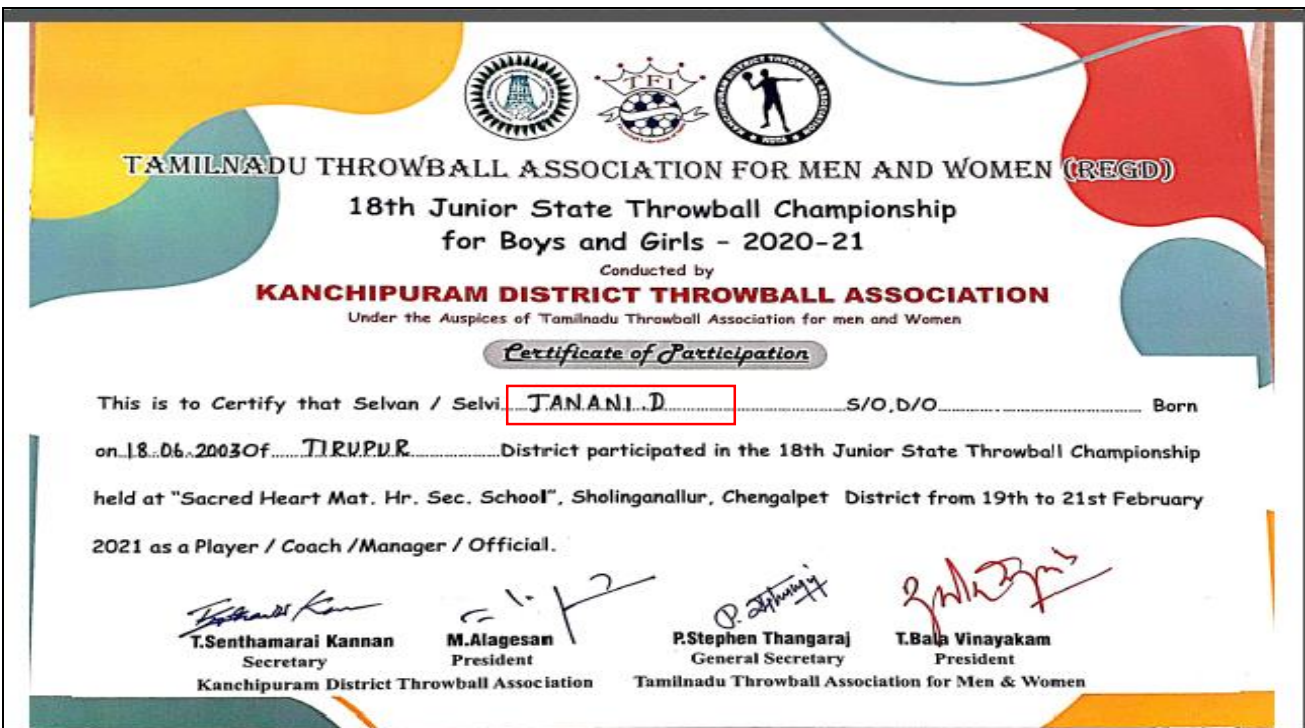 TFI
KANCHIPURAM DISTRICT THROWBALL ASSOCIATION
TAMILNADU THROWBALL ASSOCIATION FOR MEN AND WOMEN (REGD)
18th Junior State Throwball Championship
for Boys and Girls - 2020-21
Conducted by
KANCHIPURAM DISTRICT THROWBALL ASSOCIATION
Under the Auspices of Tamilnadu Throwball Association for men and Women
Certificate of Participation
This is to Certify that Selvan / Selvi JANANI.D S/O,D/O Born
on 18.06.2003 Of TIRUPUR District participated in the 18th Junior State Throwball Championship
held at "Sacred Heart Mat. Hr. Sec. School", Sholinganallur, Chengalpet District from 19th to 21st February
2021 as a Player / Coach /Manager / Official.
T.Senthamarai Kannan M.Alagesan P.Stephen Thangaraj T.Bala Vinayakam
Secretary President General Secretary President
Kanchipuram District Throwball Association Tamilnadu Throwball Association for Men & Women